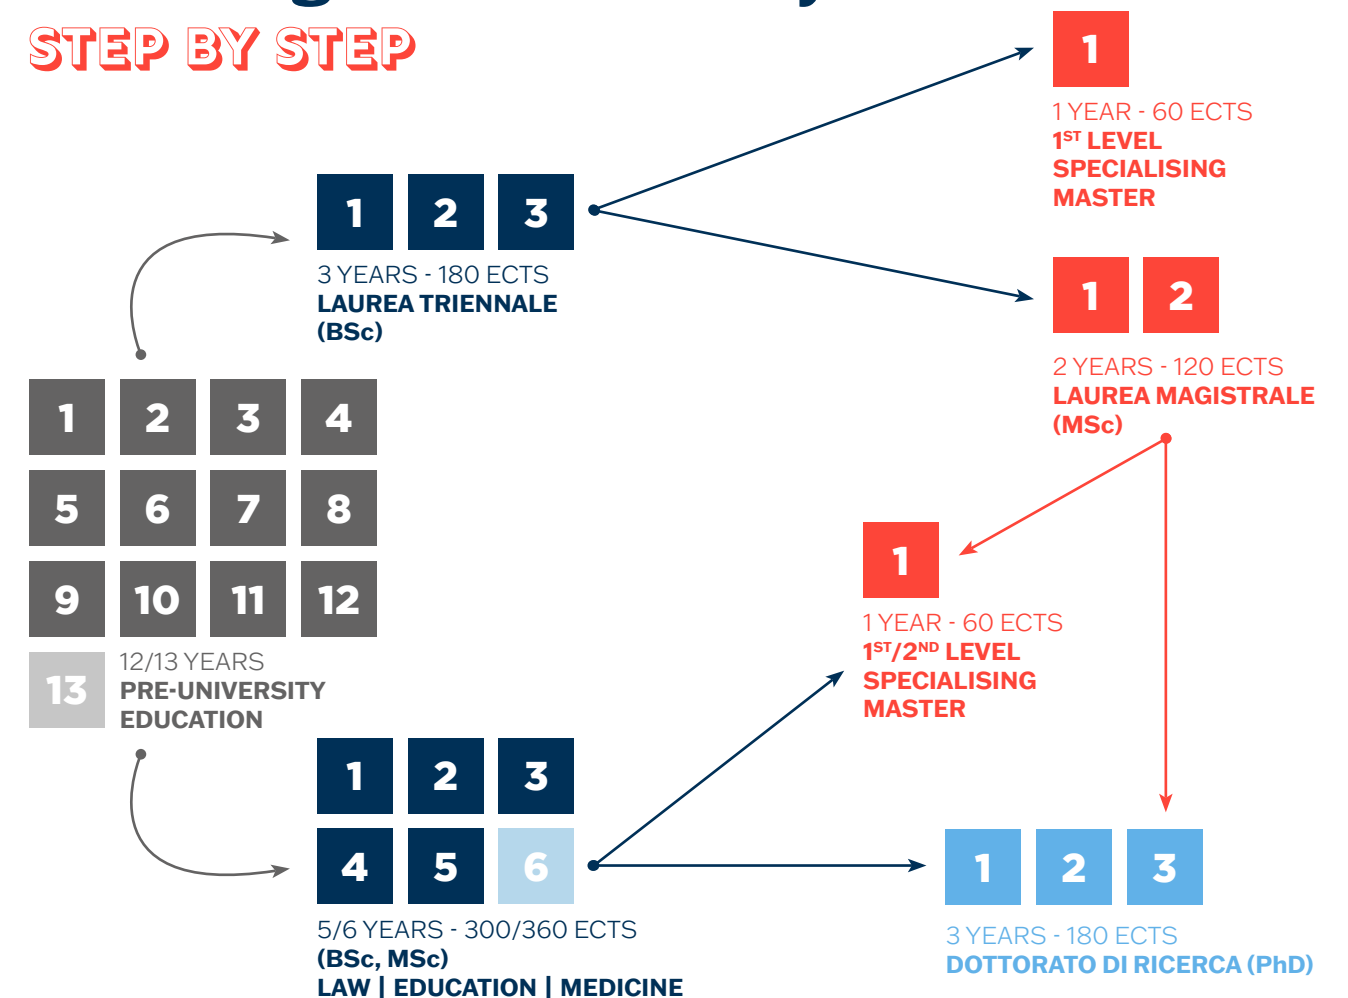 STEP BY STEP
1
1 YEAR - 60 ECTS
1ST LEVEL
SPECIALISING
MASTER
1 2 3
3 YEARS - 180 ECTS
LAUREA TRIENNALE
(BSc)
1 2
2 YEARS - 120 ECTS
LAUREA MAGISTRALE
(MSc)
1 2 3 4
5 6 7 8
9 10 11 12
13
12/13 YEARS
PRE-UNIVERSITY
EDUCATION
1
1 YEAR - 60 ECTS
1ST/2ND LEVEL
SPECIALISING
MASTER
1 2 3
4 5 6
5/6 YEARS - 300/360 ECTS
(BSc, MSc)
LAW | EDUCATION | MEDICINE
1 2 3
3 YEARS - 180 ECTS
DOTTORATO DI RICERCA (PhD)